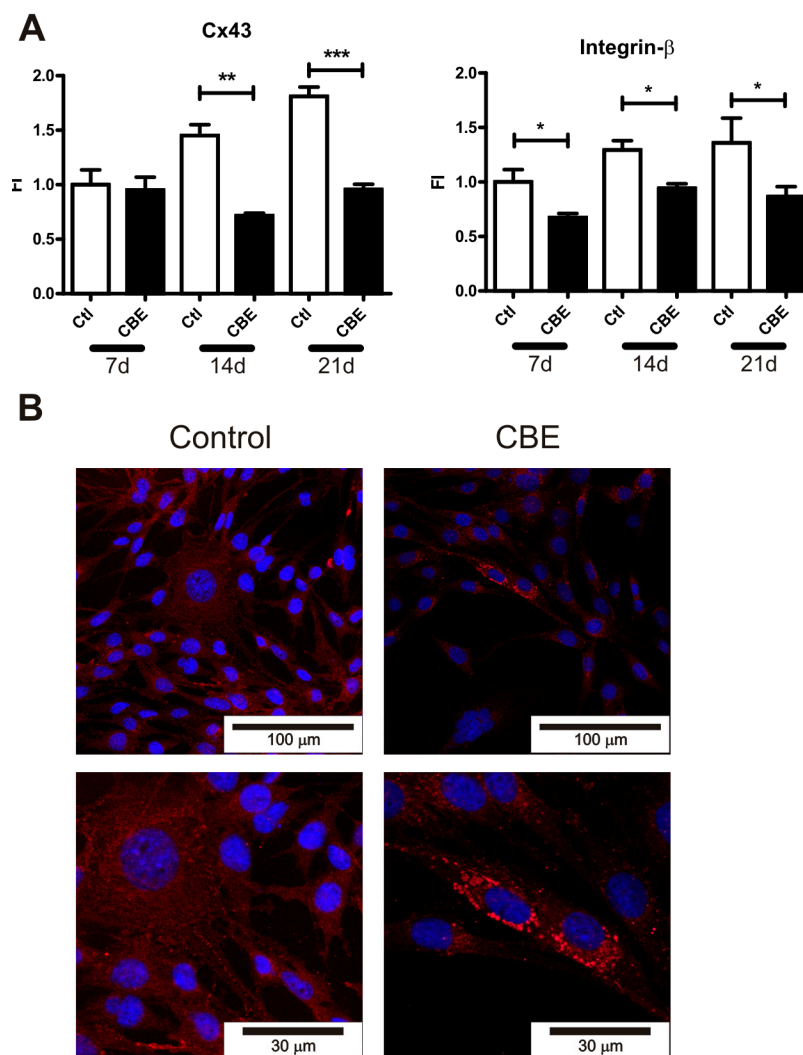 A
Cx43
Integrin-β
2.0
1.5
1.0
0.5
0.0
FI
** ***
Ctl CBE Ctl CBE Ctl CBE
7d 14d 21d
2.0
1.5
1.0
0.5
0.0
FI
* * *
Ctl CBE Ctl CBE Ctl CBE
7d 14d 21d
B
Control CBE
100 μm 100 μm
30 μm 30 μm